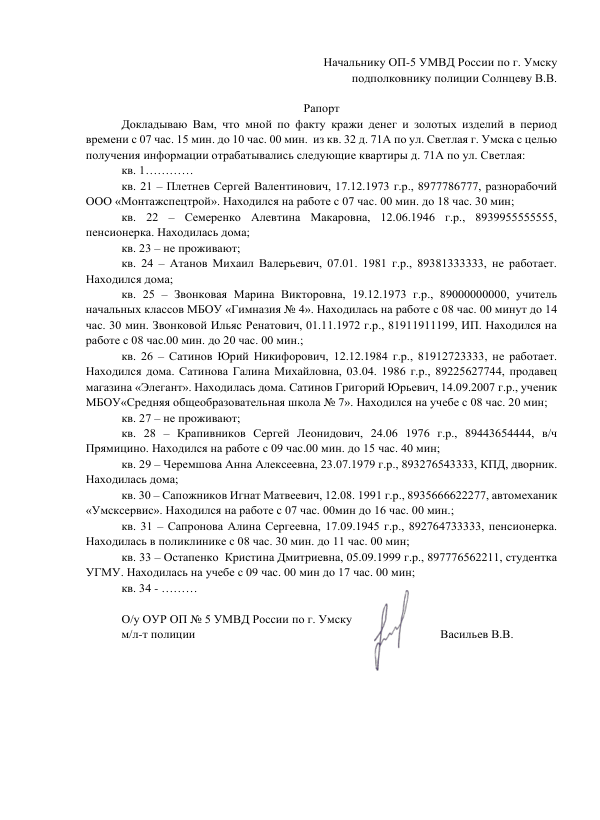 Начальнику ОП-5 УМВД России по г. Умску
подполковнику полиции Солнцеву В.В.
Рапорт
Докладываю Вам, что мной по факту кражи денег и золотых изделий в период
времени с 07 час. 15 мин. до 10 час. 00 мин. из кв. 32 д. 71А по ул. Светлая г. Умска с целью
получения информации отрабатывались следующие квартиры д. 71А по ул. Светлая:
кв. 1…………
кв. 21 – Плетнев Сергей Валентинович, 17.12.1973 г.р., 8977786777, разнорабочий
ООО «Монтажспецтрой». Находился на работе с 07 час. 00 мин. до 18 час. 30 мин;
кв. 22 – Семеренко Алевтина Макаровна, 12.06.1946 г.р., 8939955555555,
пенсионерка. Находилась дома;
кв. 23 – не проживают;
кв. 24 – Атанов Михаил Валерьевич, 07.01. 1981 г.р., 89381333333, не работает.
Находился дома;
кв. 25 – Звонковая Марина Викторовна, 19.12.1973 г.р., 89000000000, учитель
начальных классов МБОУ «Гимназия № 4». Находилась на работе с 08 час. 00 минут до 14
час. 30 мин. Звонковой Ильяс Ренатович, 01.11.1972 г.р., 81911911199, ИП. Находился на
работе с 08 час.00 мин. до 20 час. 00 мин.;
кв. 26 – Сатинов Юрий Никифорович, 12.12.1984 г.р., 81912723333, не работает.
Находился дома. Сатинова Галина Михайловна, 03.04. 1986 г.р., 89225627744, продавец
магазина «Элегант». Находилась дома. Сатинов Григорий Юрьевич, 14.09.2007 г.р., ученик
МБОУ«Средняя общеобразовательная школа № 7». Находился на учебе с 08 час. 20 мин;
кв. 27 – не проживают;
кв. 28 – Крапивников Сергей Леонидович, 24.06 1976 г.р., 89443654444, в/ч
Прямицино. Находился на работе с 09 час.00 мин. до 15 час. 40 мин;
кв. 29 – Черемшова Анна Алексеевна, 23.07.1979 г.р., 893276543333, КПД, дворник.
Находилась дома;
кв. 30 – Сапожников Игнат Матвеевич, 12.08. 1991 г.р., 8935666622277, автомеханик
«Умсксервис». Находился на работе с 07 час. 00мин до 16 час. 00 мин.;
кв. 31 – Сапронова Алина Сергеевна, 17.09.1945 г.р., 892764733333, пенсионерка.
Находилась в поликлинике с 08 час. 30 мин. до 11 час. 00 мин;
кв. 33 – Остапенко Кристина Дмитриевна, 05.09.1999 г.р., 897776562211, студентка
УГМУ. Находилась на учебе с 09 час. 00 мин до 17 час. 00 мин;
кв. 34 - ………
О/у ОУР ОП № 5 УМВД России по г. Умску
м/л-т полиции Васильев В.В.